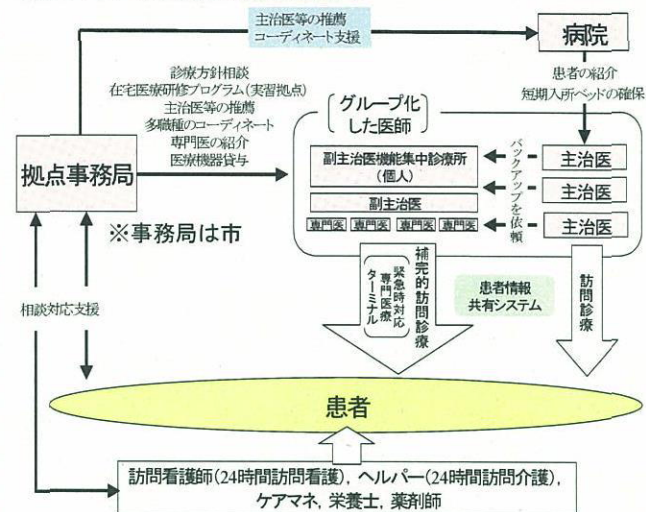 主治医等の推薦
コーディネート支援
病院
診療方針相談
在宅医療研修プログラム(実習拠点)
主治医等の推薦
多職種のコーディネート
専門医の紹介
医療機器貸与
患者の紹介
短期入所ベッドの確保
グループ化
した医師
拠点事務局
※事務局は市
副主治医機能集中診療所
(個人)
副主治医
専門医 専門医 専門医 専門医
バックアップを依頼
主治医
主治医
主治医
補完的訪問診療
緊急時対応
専門医療
ターミナル
患者情報
共有システム
訪問診療
相談対応支援
患者
訪問看護師(24時間訪問看護), ヘルパー(24時間訪問介護),
ケアマネ, 栄養士, 薬剤師